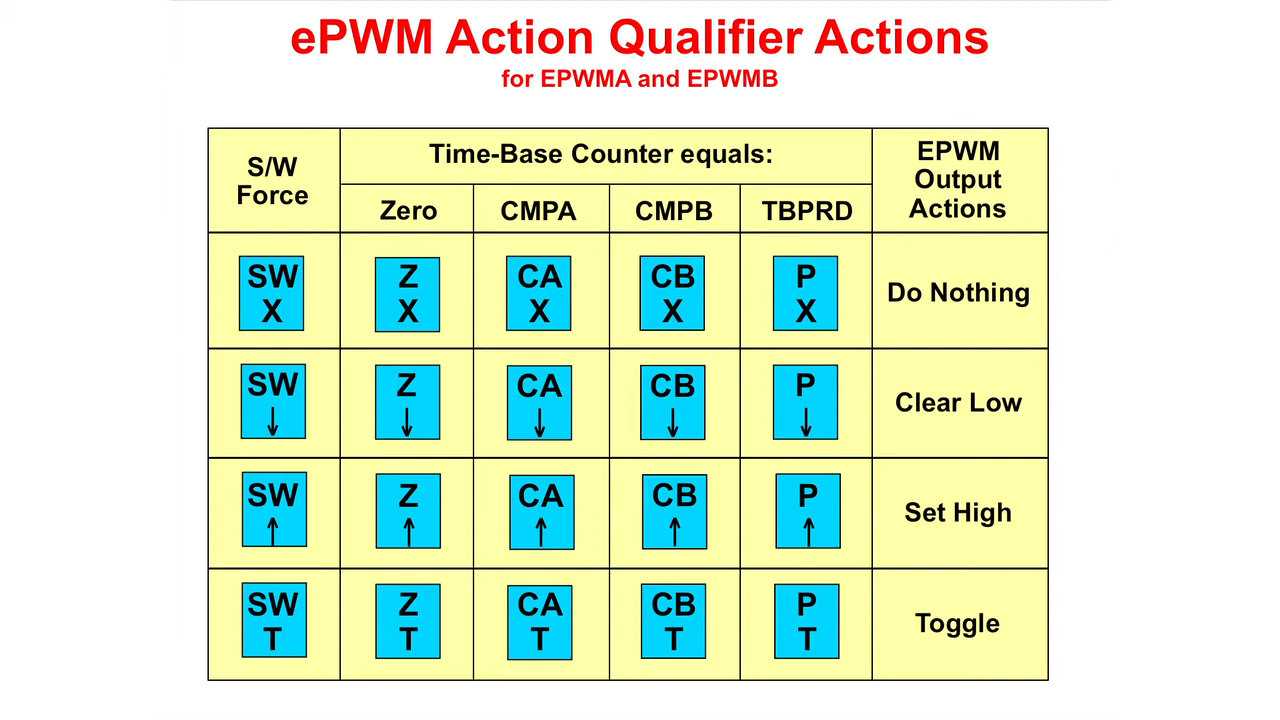 ePWM Action Qualifier Actions
for EPWMA and EPWMB
S/W
Force
Time-Base Counter equals:
EPWM
Output
Actions
Zero
CMPA
CMPB
TBPRD
SW
X
Z
X
CA
X
CB
X
P
X
Do Nothing
SW
↓
Z
↓
CA
↓
CB
↓
P
↓
Clear Low
SW
↑
Z
↑
CA
↑
CB
↑
P
↑
Set High
SW
T
Z
T
CA
T
CB
T
P
T
Toggle